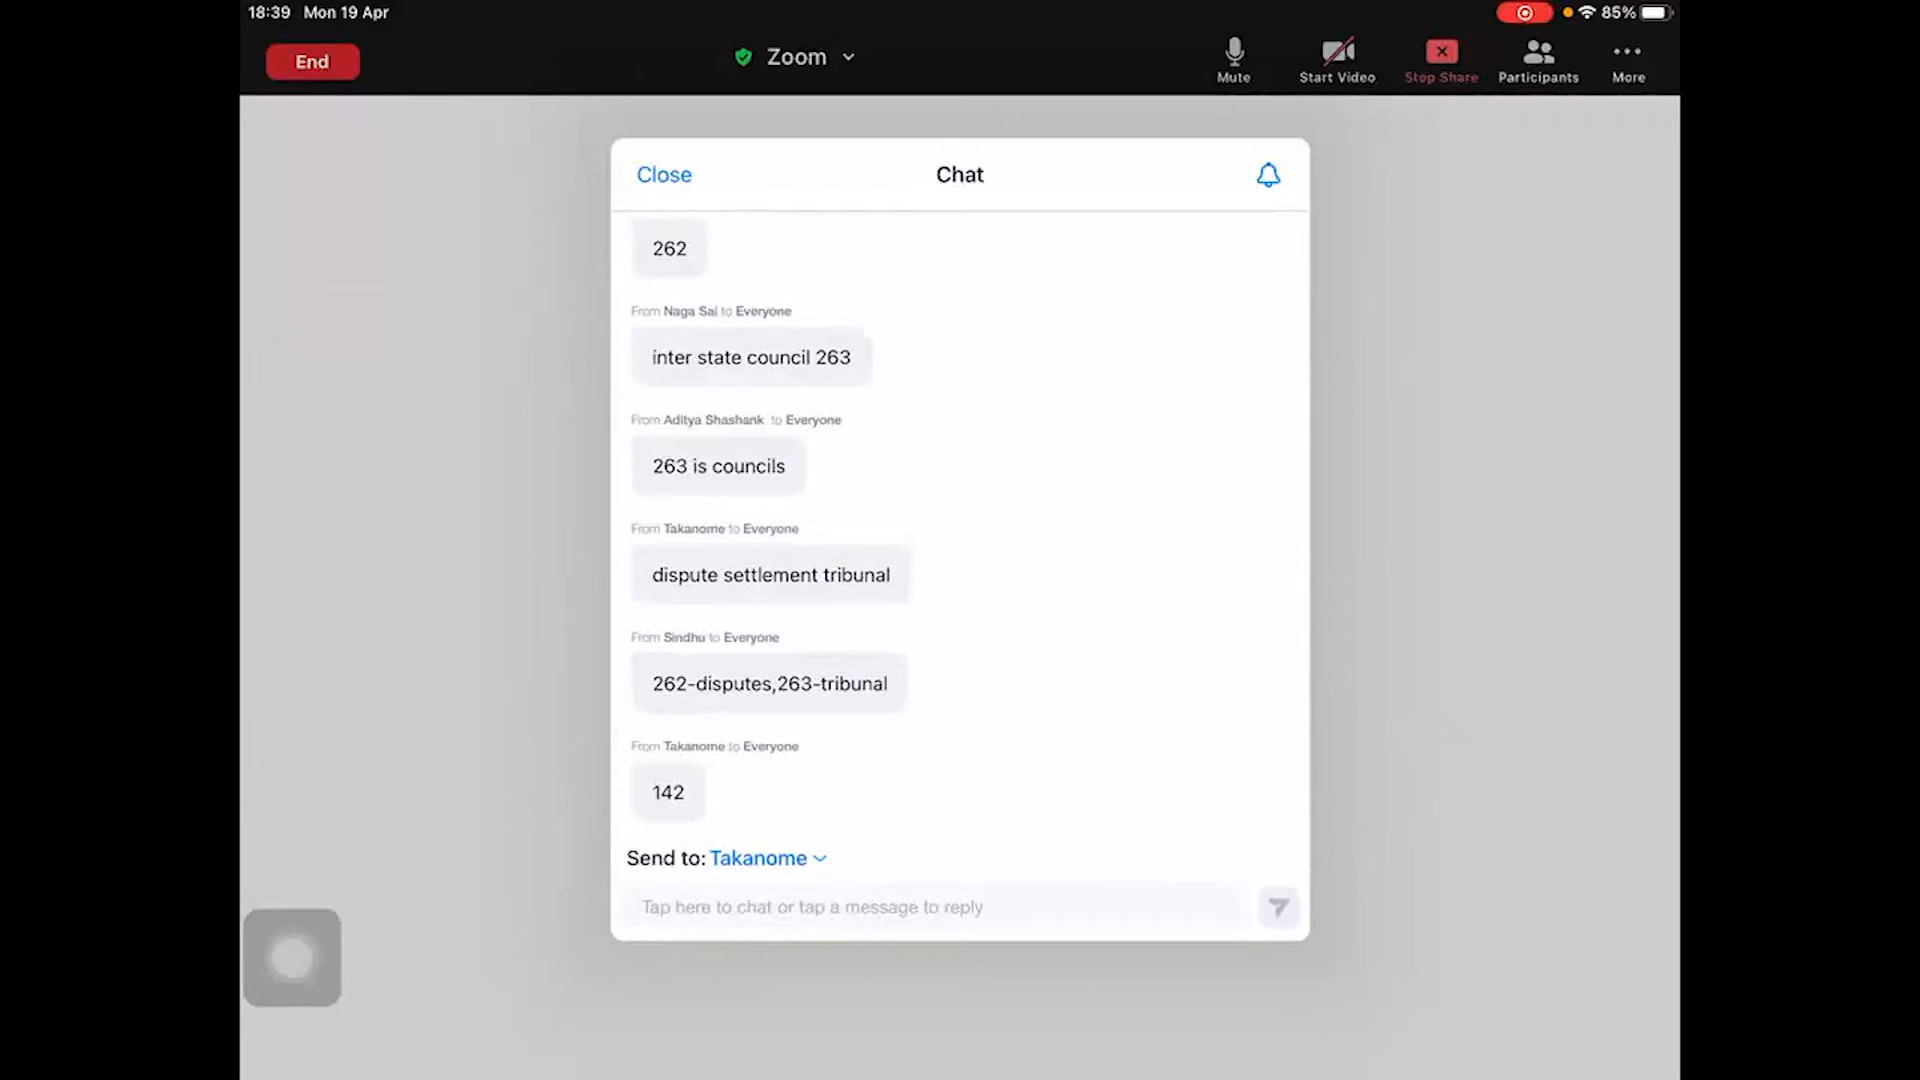 18:39 Mon 19 Apr
85%
End
Zoom
Mute
Start Video
Stop Share
Participants
More
Close
Chat
262
From Naga Sai to Everyone
inter state council 263
From Aditya Shashank to Everyone
263 is councils
From Takanome to Everyone
dispute settlement tribunal
From Sindhu to Everyone
262-disputes,263-tribunal
From Takanome to Everyone
142
Send to: Takanome
Tap here to chat or tap a message to reply